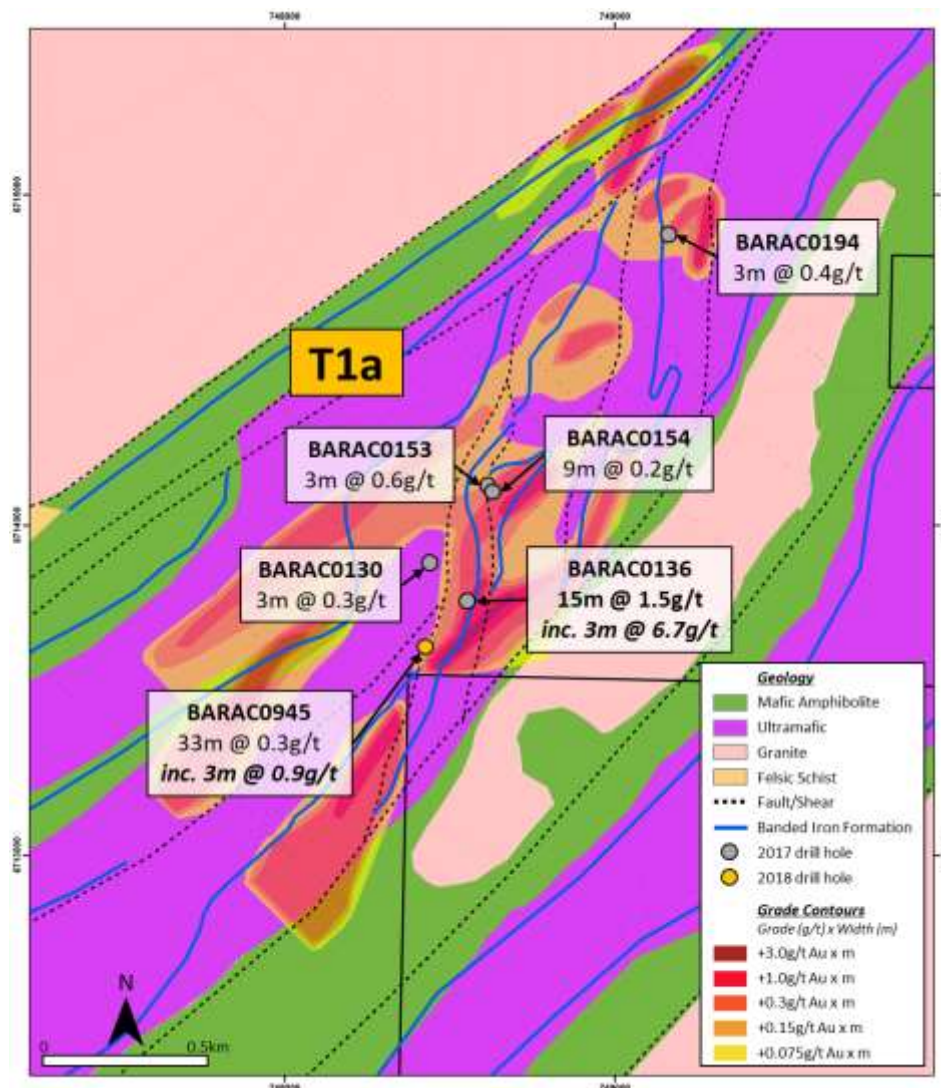 748000
749000
BARAC0194
3m @ 0.4g/t
T1a
BARAC0153
3m @ 0.6g/t
BARAC0154
9m @ 0.2g/t
BARAC0130
3m @ 0.3g/t
BARAC0136
15m @ 1.5g/t
inc. 3m @ 6.7g/t
BARAC0945
33m @ 0.3g/t
inc. 3m @ 0.9g/t
Geology
Mafic Amphibolite
Ultramafic
Granite
Felsic Schist
Fault/Shear
Banded Iron Formation
2017 drill hole
2018 drill hole
Grade Contours
Grade (g/t) x Width (m)
+3.0g/t Au x m
+1.0g/t Au x m
+0.3g/t Au x m
+0.15g/t Au x m
+0.075g/t Au x m
N
0
0.5km
749000